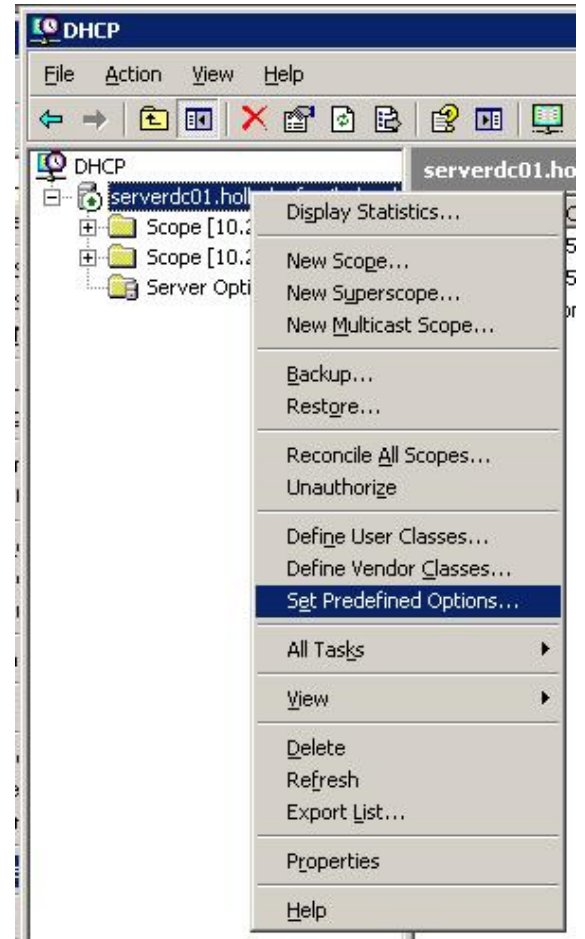 DHCP
File Action View Help
DHCP
serverdc01.ho
serverdc01.hol
Scope [10.2
Scope [10.2
Server Opti
Display Statistics...
New Scope...
New Superscope...
New Multicast Scope...
Backup...
Restore...
Reconcile All Scopes...
Unauthorize
Define User Classes...
Define Vendor Classes...
Set Predefined Options...
All Tasks
View
Delete
Refresh
Export List...
Properties
Help